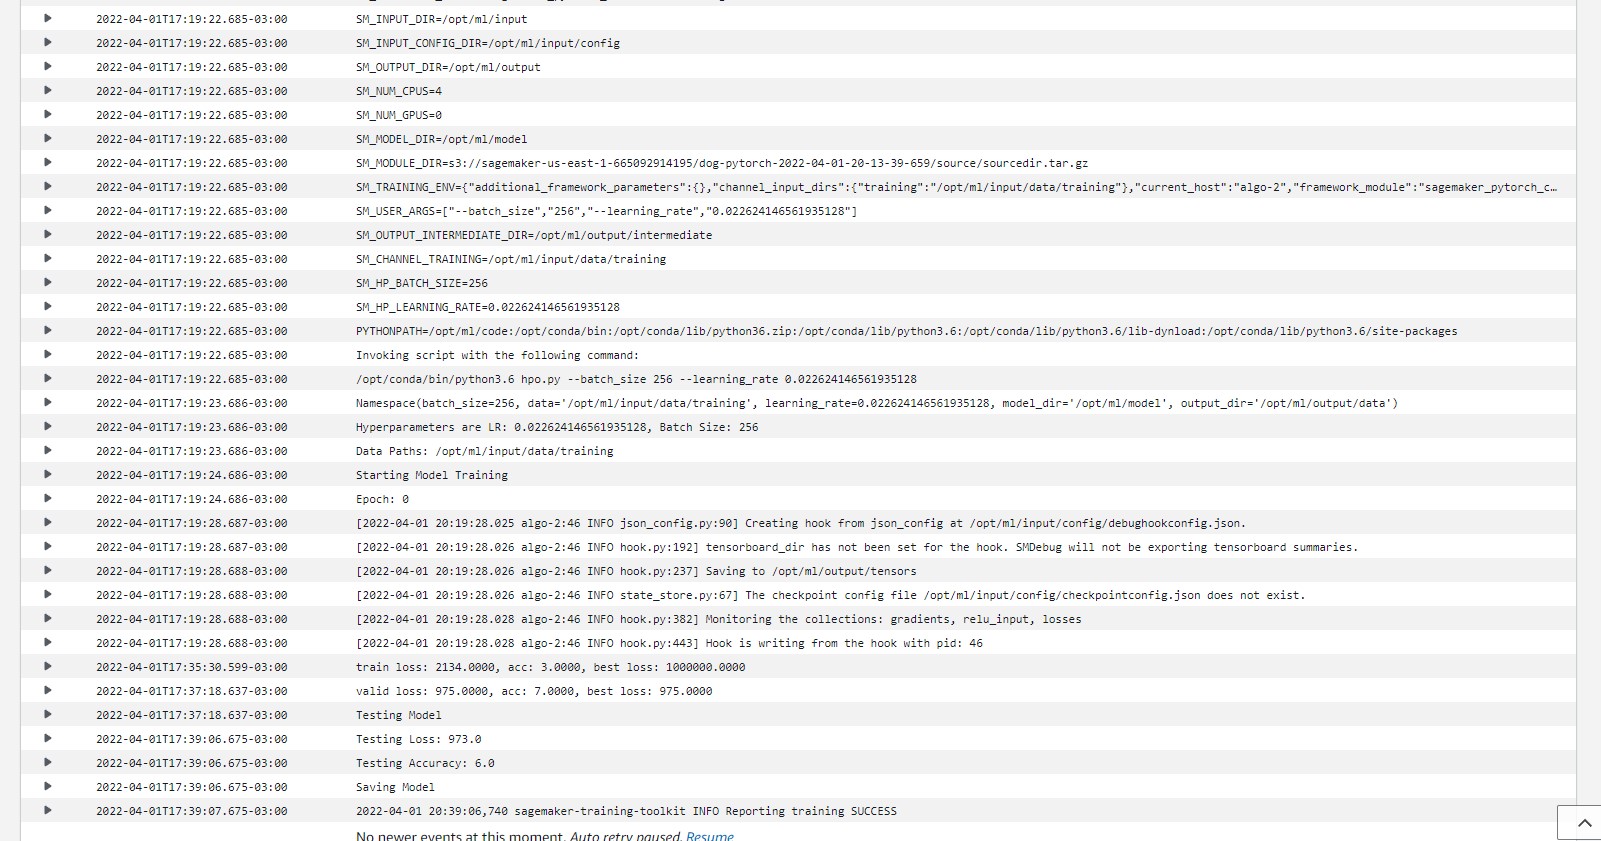 2022-04-01T17:19:22.685-03:00 SM_INPUT_DIR=/opt/ml/input
2022-04-01T17:19:22.685-03:00 SM_INPUT_CONFIG_DIR=/opt/ml/input/config
2022-04-01T17:19:22.685-03:00 SM_OUTPUT_DIR=/opt/ml/output
2022-04-01T17:19:22.685-03:00 SM_NUM_CPUS=4
2022-04-01T17:19:22.685-03:00 SM_NUM_GPUS=0
2022-04-01T17:19:22.685-03:00 SM_MODEL_DIR=/opt/ml/model
2022-04-01T17:19:22.685-03:00 SM_MODULE_DIR=s3://sagemaker-us-east-1-665092914195/dog-pytorch-2022-04-01-20-13-39-659/source/sourcedir.tar.gz
2022-04-01T17:19:22.685-03:00 SM_TRAINING_ENV={"additional_framework_parameters":{},"channel_input_dirs":{"training":"/opt/ml/input/data/training"},"current_host":"algo-2","framework_module":"sagemaker_pytorch_c…
2022-04-01T17:19:22.685-03:00 SM_USER_ARGS=["--batch_size","256","--learning_rate","0.022624146561935128"]
2022-04-01T17:19:22.685-03:00 SM_OUTPUT_INTERMEDIATE_DIR=/opt/ml/output/intermediate
2022-04-01T17:19:22.685-03:00 SM_CHANNEL_TRAINING=/opt/ml/input/data/training
2022-04-01T17:19:22.685-03:00 SM_HP_BATCH_SIZE=256
2022-04-01T17:19:22.685-03:00 SM_HP_LEARNING_RATE=0.022624146561935128
2022-04-01T17:19:22.685-03:00 PYTHONPATH=/opt/ml/code:/opt/conda/bin:/opt/conda/lib/python36.zip:/opt/conda/lib/python3.6:/opt/conda/lib/python3.6/lib-dynload:/opt/conda/lib/python3.6/site-packages
2022-04-01T17:19:22.685-03:00 Invoking script with the following command:
2022-04-01T17:19:22.685-03:00 /opt/conda/bin/python3.6 hpo.py --batch_size 256 --learning_rate 0.022624146561935128
2022-04-01T17:19:23.686-03:00 Namespace(batch_size=256, data='/opt/ml/input/data/training', learning_rate=0.022624146561935128, model_dir='/opt/ml/model', output_dir='/opt/ml/output/data')
2022-04-01T17:19:23.686-03:00 Hyperparameters are LR: 0.022624146561935128, Batch Size: 256
2022-04-01T17:19:23.686-03:00 Data Paths: /opt/ml/input/data/training
2022-04-01T17:19:24.686-03:00 Starting Model Training
2022-04-01T17:19:24.686-03:00 Epoch: 0
2022-04-01T17:19:28.687-03:00 [2022-04-01 20:19:28.025 algo-2:46 INFO json_config.py:90] Creating hook from json_config at /opt/ml/input/config/debughookconfig.json.
2022-04-01T17:19:28.687-03:00 [2022-04-01 20:19:28.026 algo-2:46 INFO hook.py:192] tensorboard_dir has not been set for the hook. SMDebug will not be exporting tensorboard summaries.
2022-04-01T17:19:28.688-03:00 [2022-04-01 20:19:28.026 algo-2:46 INFO hook.py:237] Saving to /opt/ml/output/tensors
2022-04-01T17:19:28.688-03:00 [2022-04-01 20:19:28.026 algo-2:46 INFO state_store.py:67] The checkpoint config file /opt/ml/input/config/checkpointconfig.json does not exist.
2022-04-01T17:19:28.688-03:00 [2022-04-01 20:19:28.028 algo-2:46 INFO hook.py:382] Monitoring the collections: gradients, relu_input, losses
2022-04-01T17:19:28.688-03:00 [2022-04-01 20:19:28.028 algo-2:46 INFO hook.py:443] Hook is writing from the hook with pid: 46
2022-04-01T17:35:30.599-03:00 train loss: 2134.0000, acc: 3.0000, best loss: 1000000.0000
2022-04-01T17:37:18.637-03:00 valid loss: 975.0000, acc: 7.0000, best loss: 975.0000
2022-04-01T17:37:18.637-03:00 Testing Model
2022-04-01T17:39:06.675-03:00 Testing Loss: 973.0
2022-04-01T17:39:06.675-03:00 Testing Accuracy: 6.0
2022-04-01T17:39:06.675-03:00 Saving Model
2022-04-01T17:39:07.675-03:00 2022-04-01 20:39:06,740 sagemaker-training-toolkit INFO Reporting training SUCCESS
No newer events at this moment. Auto retry paused. Resume